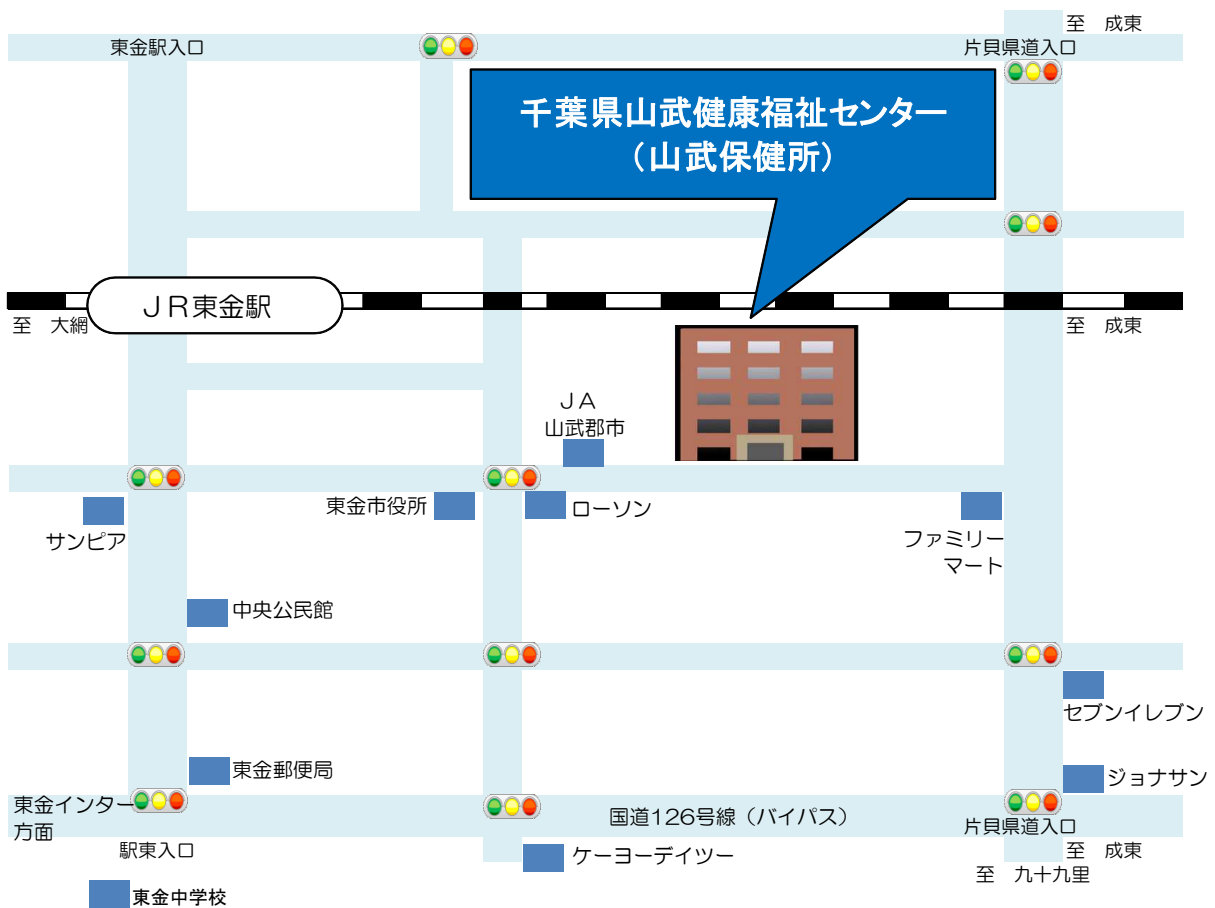 至　成東
東金駅入口
片貝県道入口
千葉県山武健康福祉センター
（山武保健所）
ＪＲ東金駅
至　大網
至　成東
ＪＡ
山武郡市
東金市役所
ローソン
サンピア
ファミリー
マート
中央公民館
セブンイレブン
東金郵便局
ジョナサン
東金インター
方面
国道126号線（バイパス）
片貝県道入口
駅東入口
ケーヨーデイツー
至　成東
至　九十九里
東金中学校